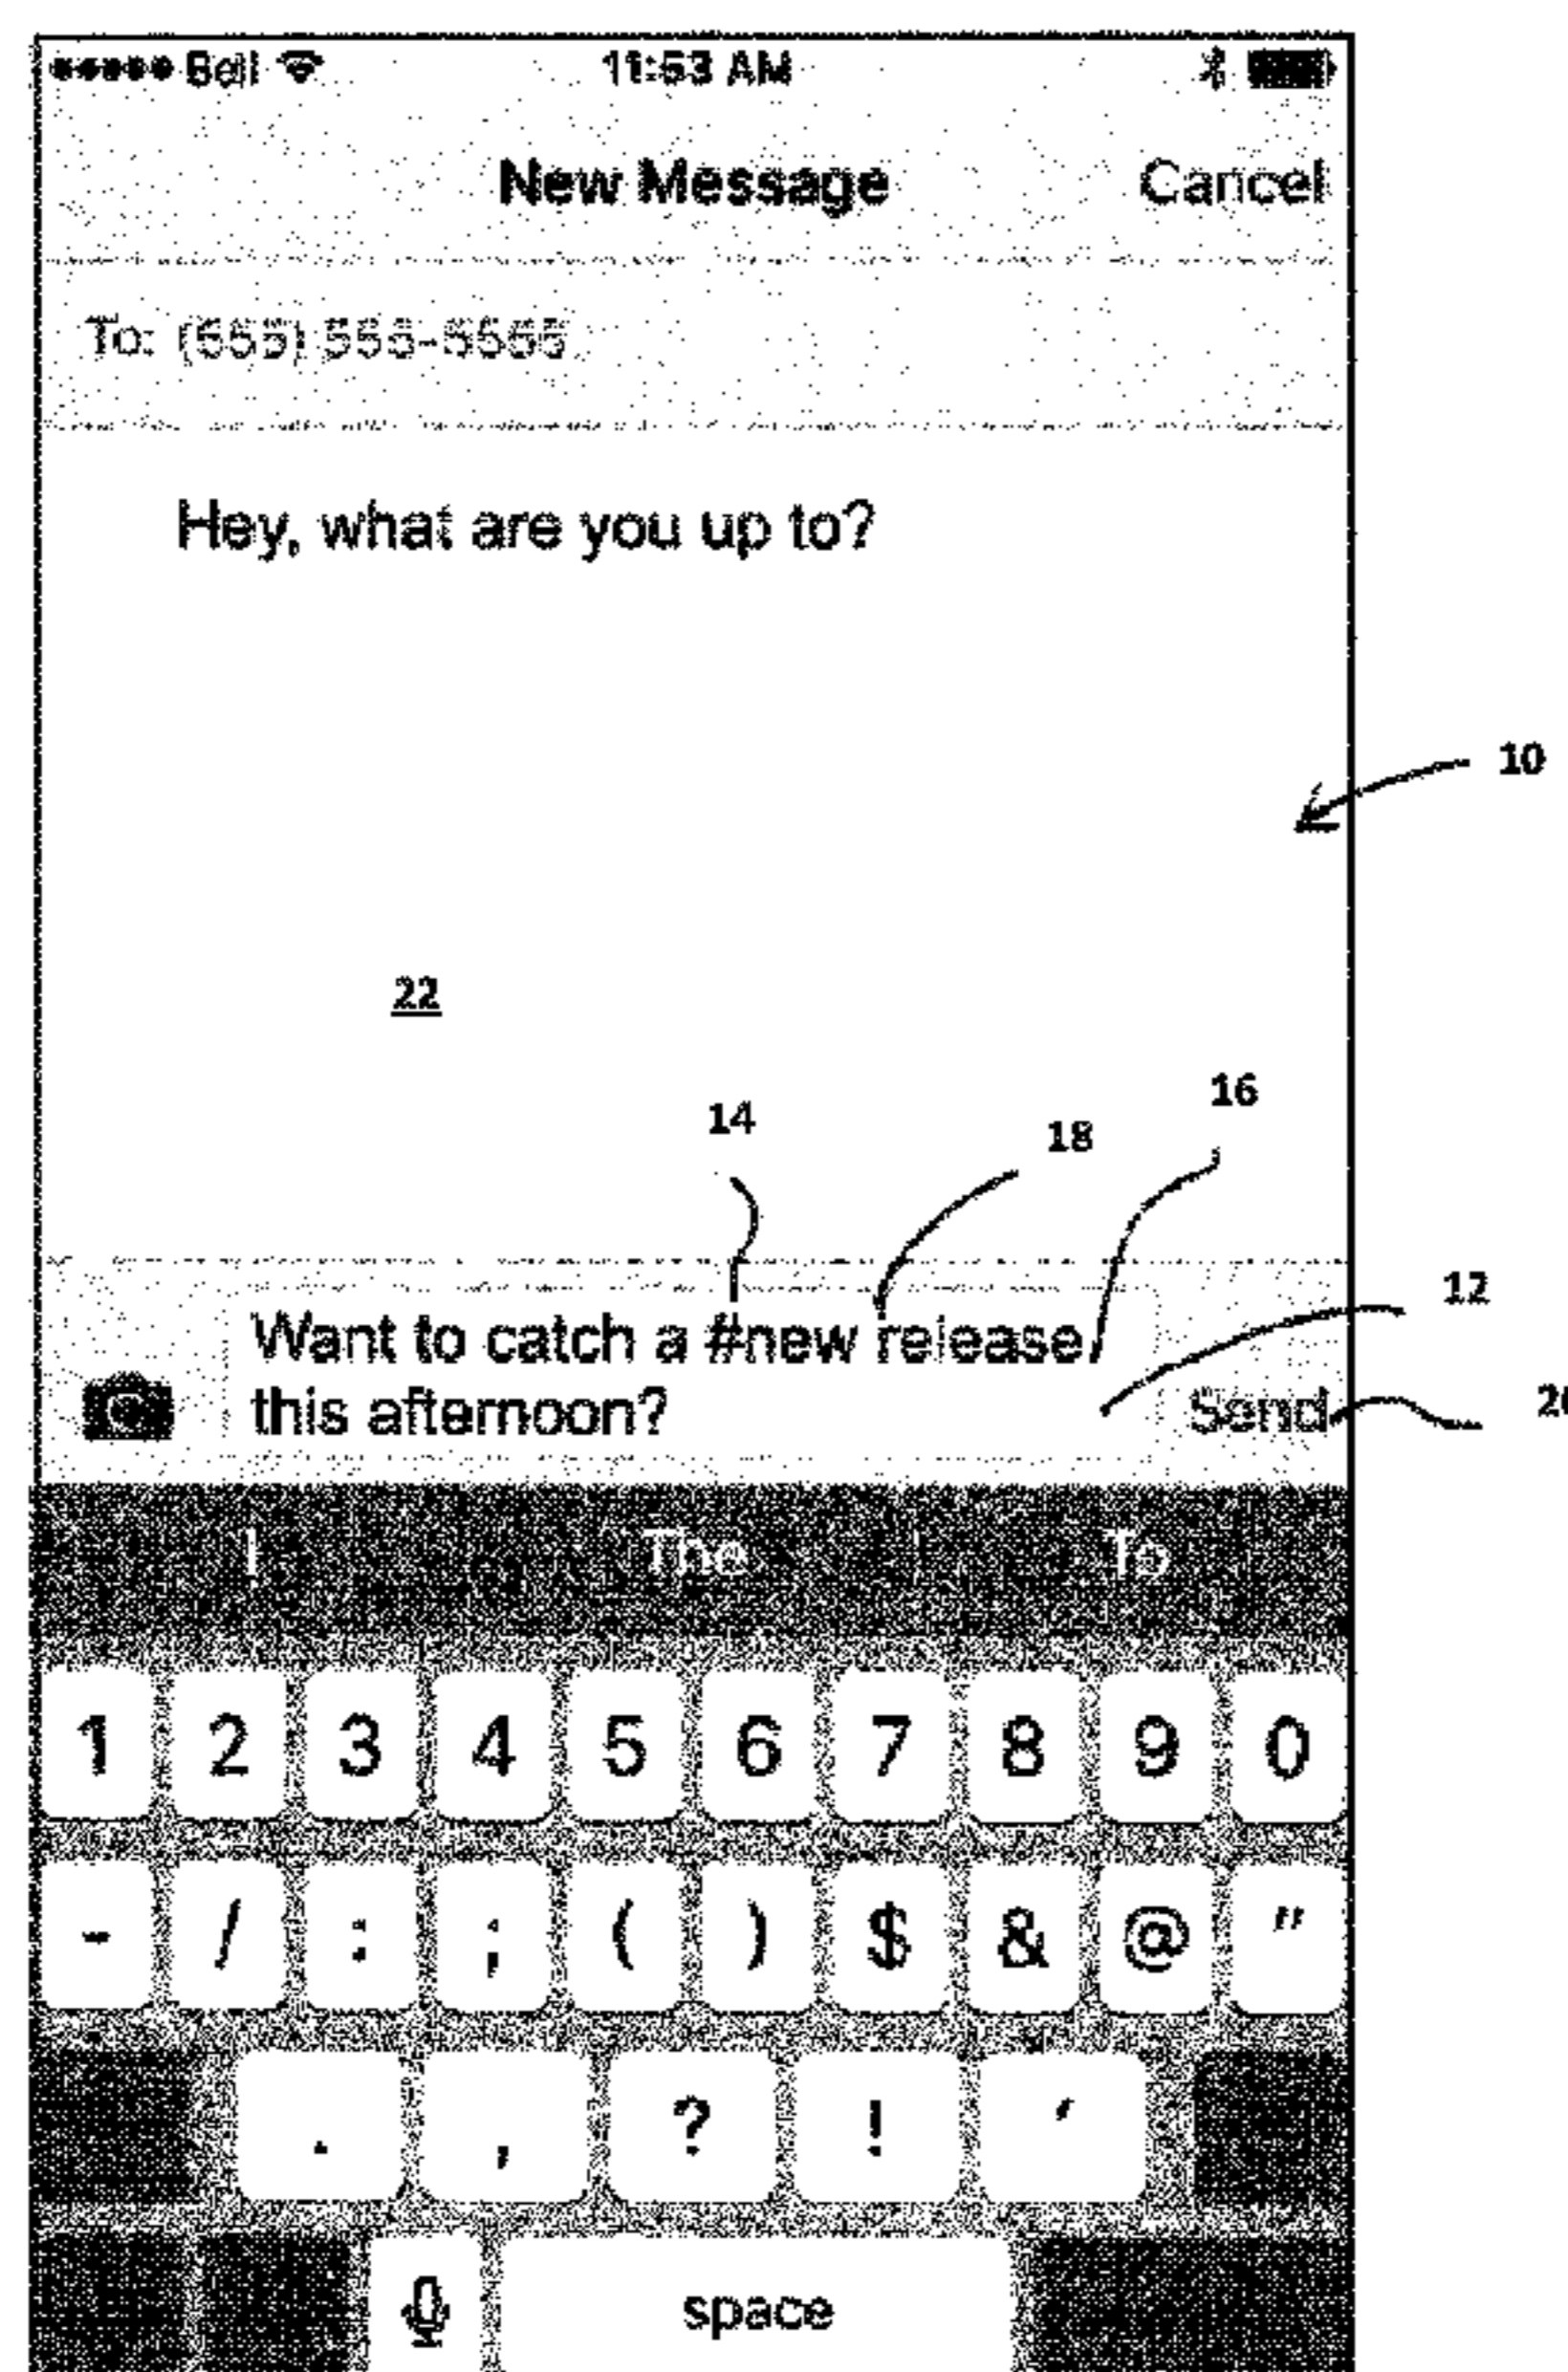 Bell 11:53 AM
New Message Cancel
To: (555) 555-5555
Hey, what are you up to?
10
22
14 18 16
12
Want to catch a #new release,
this afternoon?
Send
I The To
1 2 3 4 5 6 7 8 9 0
- / : ; ( ) $ & @ "
. , ? ! '
space